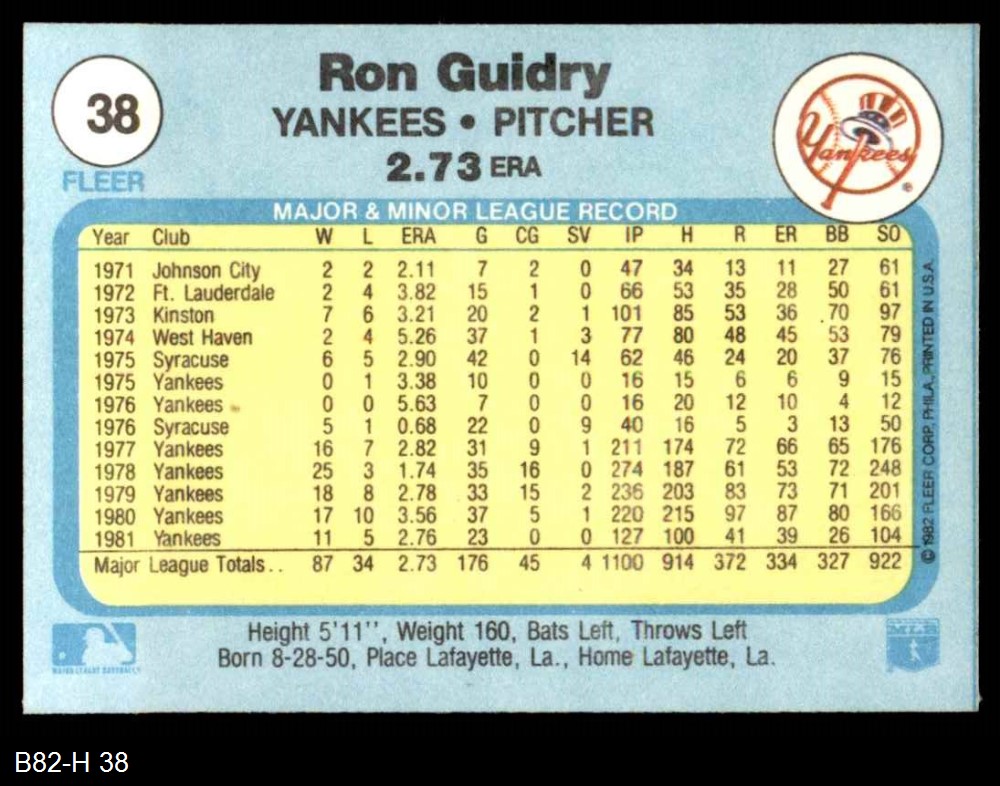 38
FLEER
Ron Guidry
YANKEES • PITCHER
2.73 ERA
Yankees
®
MAJOR & MINOR LEAGUE RECORD
Year Club W L ERA G CG SV IP H R ER BB SO
1971 Johnson City 2 2 2.11 7 2 0 47 34 13 11 27 61
1972 Ft. Lauderdale 2 4 3.82 15 1 0 66 53 35 28 50 61
1973 Kinston 7 6 3.21 20 2 1 101 85 53 36 70 97
1974 West Haven 2 4 5.26 37 1 3 77 80 48 45 53 79
1975 Syracuse 6 5 2.90 42 0 14 62 46 24 20 37 76
1975 Yankees 0 1 3.38 10 0 0 16 15 6 6 9 15
1976 Yankees 0 0 5.63 7 0 0 16 20 12 10 4 12
1976 Syracuse 5 1 0.68 22 0 9 40 16 5 3 13 50
1977 Yankees 16 7 2.82 31 9 1 211 174 72 66 65 176
1978 Yankees 25 3 1.74 35 16 0 274 187 61 53 72 248
1979 Yankees 18 8 2.78 33 15 2 236 203 83 73 71 201
1980 Yankees 17 10 3.56 37 5 1 220 215 97 87 80 166
1981 Yankees 11 5 2.76 23 0 0 127 100 41 39 26 104
Major League Totals.. 87 34 2.73 176 45 4 1100 914 372 334 327 922
© 1982 FLEER CORP., PHILA., PRINTED IN U.S.A.
Height 5'11'', Weight 160, Bats Left, Throws Left
Born 8-28-50, Place Lafayette, La., Home Lafayette, La.
MAJOR LEAGUE BASEBALL
MLB
B82-H 38